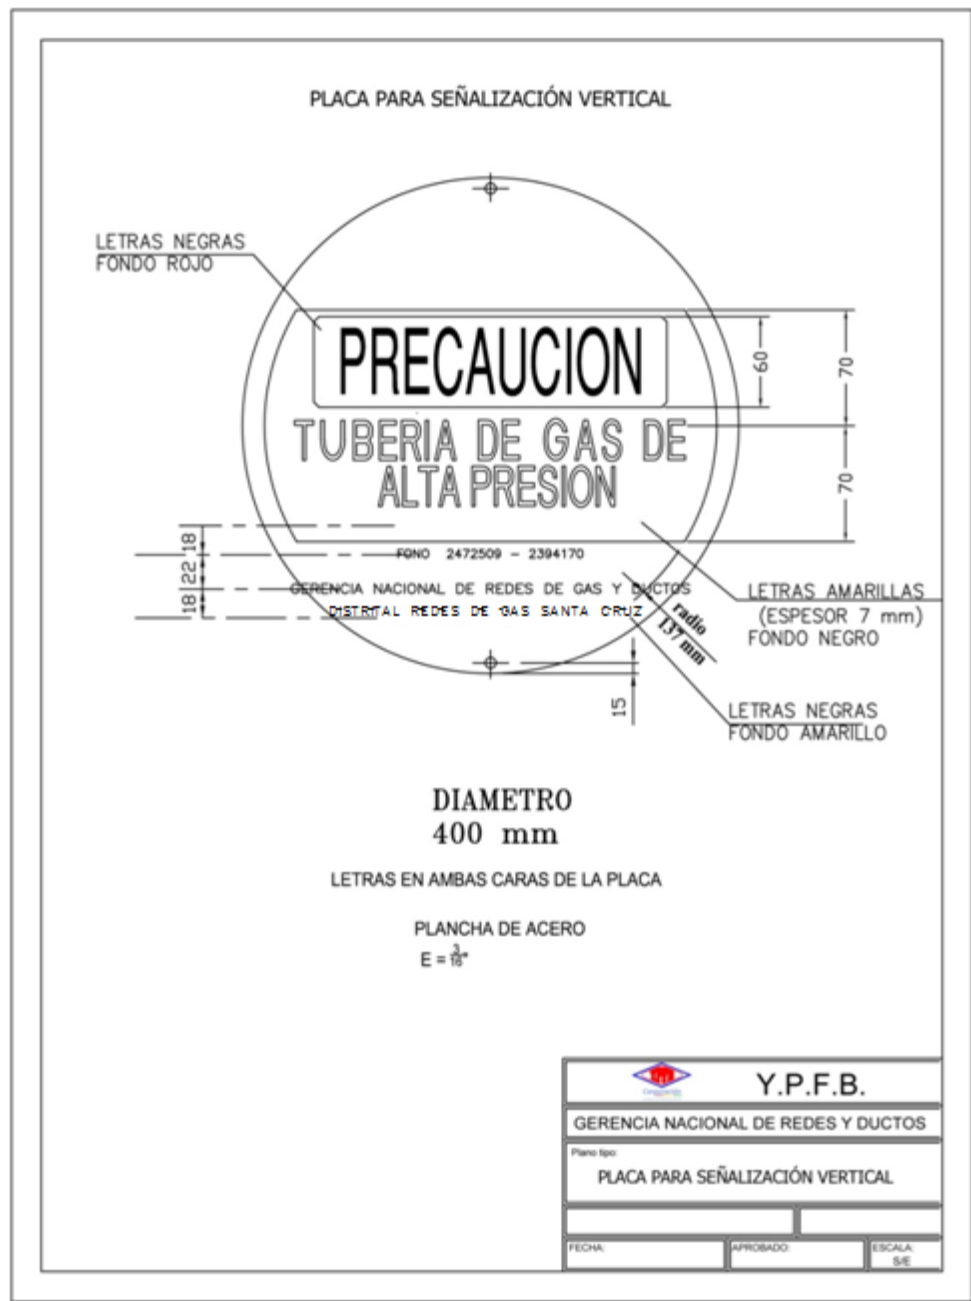 PLACA PARA SEÑALIZACIÓN VERTICAL
LETRAS NEGRAS
FONDO ROJO
PRECAUCION
60
70
TUBERIA DE GAS DE
ALTA PRESION
70
18
22
18
FONO 2472509 - 2394170
GERENCIA NACIONAL DE REDES DE GAS Y DUCTOS
DISTRITAL REDES DE GAS SANTA CRUZ
radio
137 mm
LETRAS AMARILLAS
(ESPESOR 7 mm)
FONDO NEGRO
15
LETRAS NEGRAS
FONDO AMARILLO
DIAMETRO
400 mm
LETRAS EN AMBAS CARAS DE LA PLACA
PLANCHA DE ACERO
E = 3/16"
Y.P.F.B.
GERENCIA NACIONAL DE REDES Y DUCTOS
Plano tipo:
PLACA PARA SEÑALIZACIÓN VERTICAL
FECHA:
APROBADO:
ESCALA:
S/E